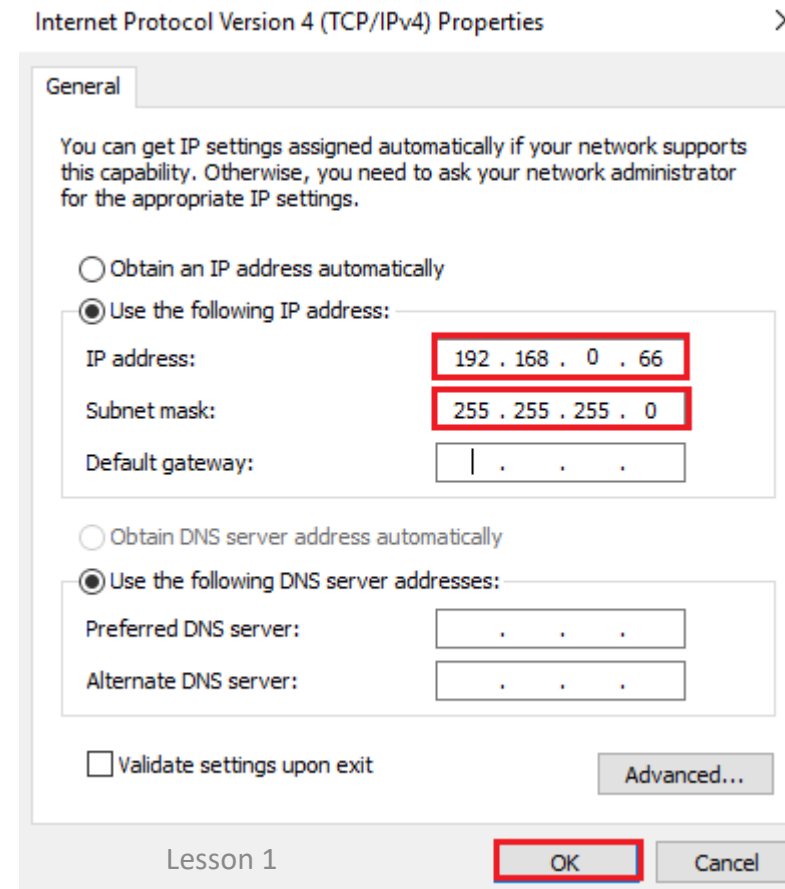 Internet Protocol Version 4 (TCP/IPv4) Properties
General
You can get IP settings assigned automatically if your network supports
this capability. Otherwise, you need to ask your network administrator
for the appropriate IP settings.
Obtain an IP address automatically
Use the following IP address:
IP address: 192 . 168 . 0 . 66
Subnet mask: 255 . 255 . 255 . 0
Default gateway: . . .
Obtain DNS server address automatically
Use the following DNS server addresses:
Preferred DNS server: . . .
Alternate DNS server: . . .
Validate settings upon exit
Advanced...
Lesson 1
OK Cancel